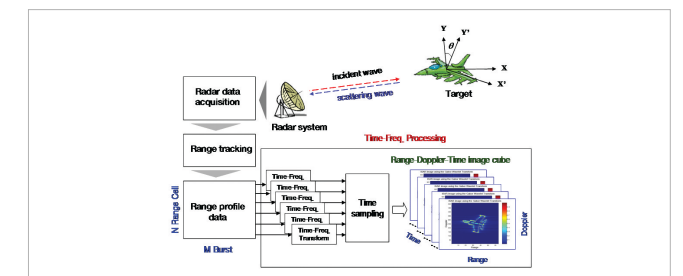 Y
Y'
θ
X
X'
incident wave
scattering wave
Target
Radar data
acquisition
Radar system
Range tracking
Time-Freq. Processing
Range-Doppler-Time image cube
N Range Cell
Range profile
data
M Burst
Time-Freq.
Time-Freq.
Time-Freq.
Time-Freq.
Time-Freq.
Time-Freq.
Transform
Time
sampling
Time
Doppler
Range